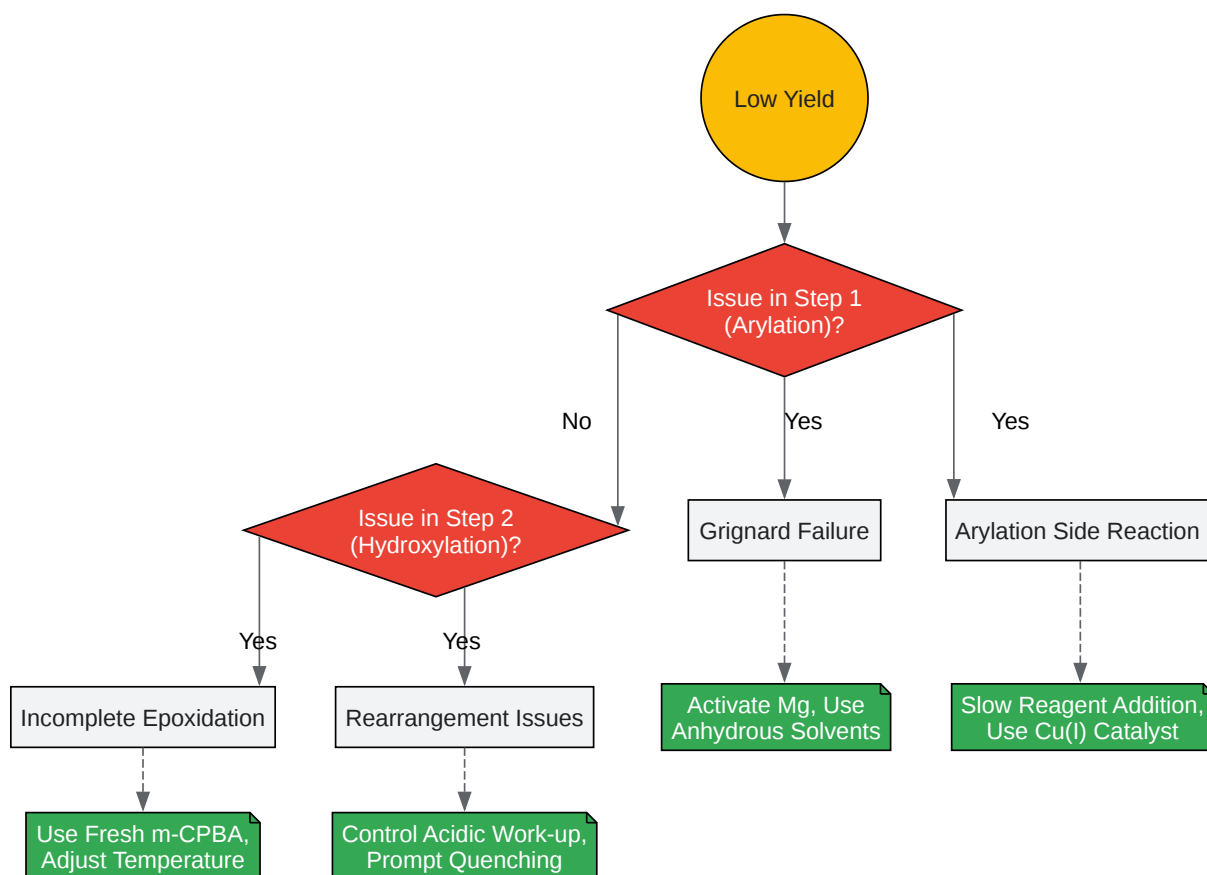 Low Yield
Issue in Step 1
(Arylation)?
No
Yes
Yes
Issue in Step 2
(Hydroxylation)?
Grignard Failure
Arylation Side Reaction
Yes
Yes
Incomplete Epoxidation
Rearrangement Issues
Activate Mg, Use
Anhydrous Solvents
Slow Reagent Addition,
Use Cu(I) Catalyst
Use Fresh m-CPBA,
Adjust Temperature
Control Acidic Work-up,
Prompt Quenching